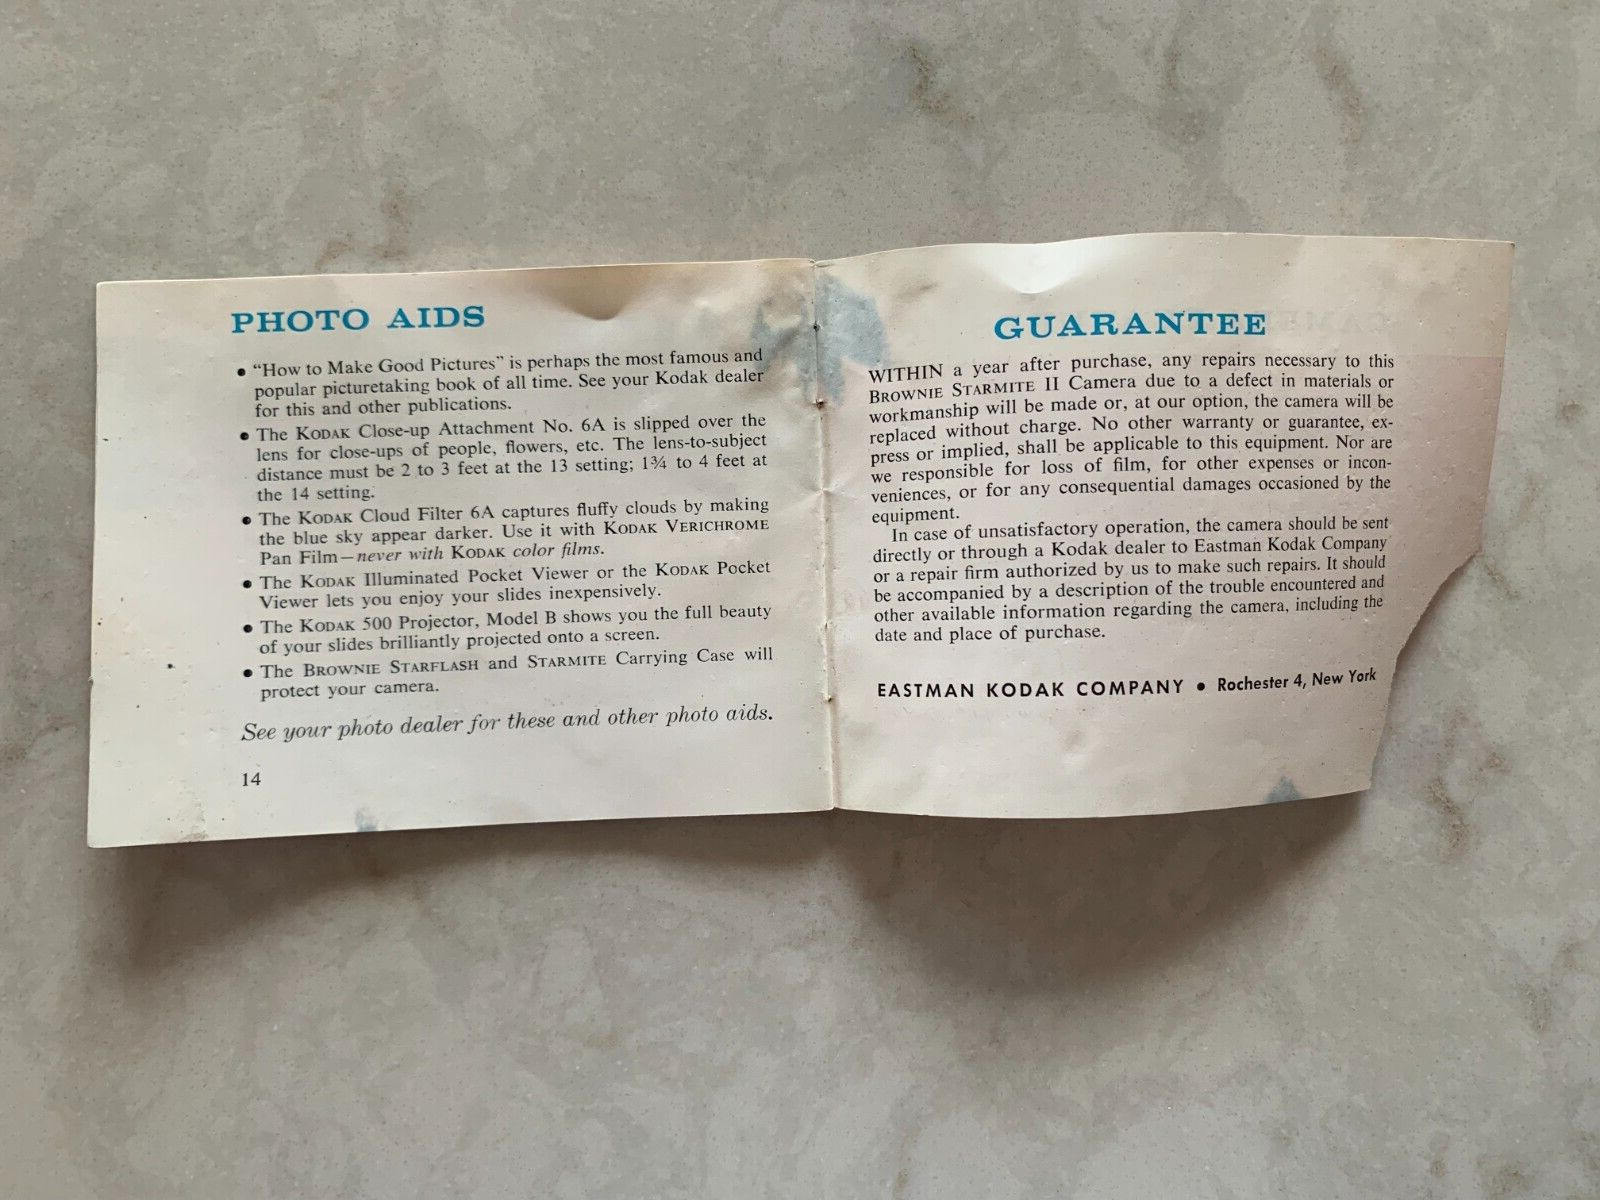 PHOTO AIDS
• “How to Make Good Pictures” is perhaps the most famous and
popular picturetaking book of all time. See your Kodak dealer
for this and other publications.
• The KODAK Close-up Attachment No. 6A is slipped over the
lens for close-ups of people, flowers, etc. The lens-to-subject
distance must be 2 to 3 feet at the 13 setting; 1¾ to 4 feet at
the 14 setting.
• The KODAK Cloud Filter 6A captures fluffy clouds by making
the blue sky appear darker. Use it with KODAK VERICHROME
Pan Film—never with KODAK color films.
• The KODAK Illuminated Pocket Viewer or the KODAK Pocket
Viewer lets you enjoy your slides inexpensively.
• The KODAK 500 Projector, Model B shows you the full beauty
of your slides brilliantly projected onto a screen.
• The BROWNIE STARFLASH and STARMITE Carrying Case will
protect your camera.
See your photo dealer for these and other photo aids.
14
GUARANTEE
WITHIN a year after purchase, any repairs necessary to this
BROWNIE STARMITE II Camera due to a defect in materials or
workmanship will be made or, at our option, the camera will be
replaced without charge. No other warranty or guarantee, ex-
press or implied, shall be applicable to this equipment. Nor are
we responsible for loss of film, for other expenses or incon-
veniences, or for any consequential damages occasioned by the
equipment.
In case of unsatisfactory operation, the camera should be sent
directly or through a Kodak dealer to Eastman Kodak Company
or a repair firm authorized by us to make such repairs. It should
be accompanied by a description of the trouble encountered and
other available information regarding the camera, including the
date and place of purchase.
EASTMAN KODAK COMPANY • Rochester 4, New York